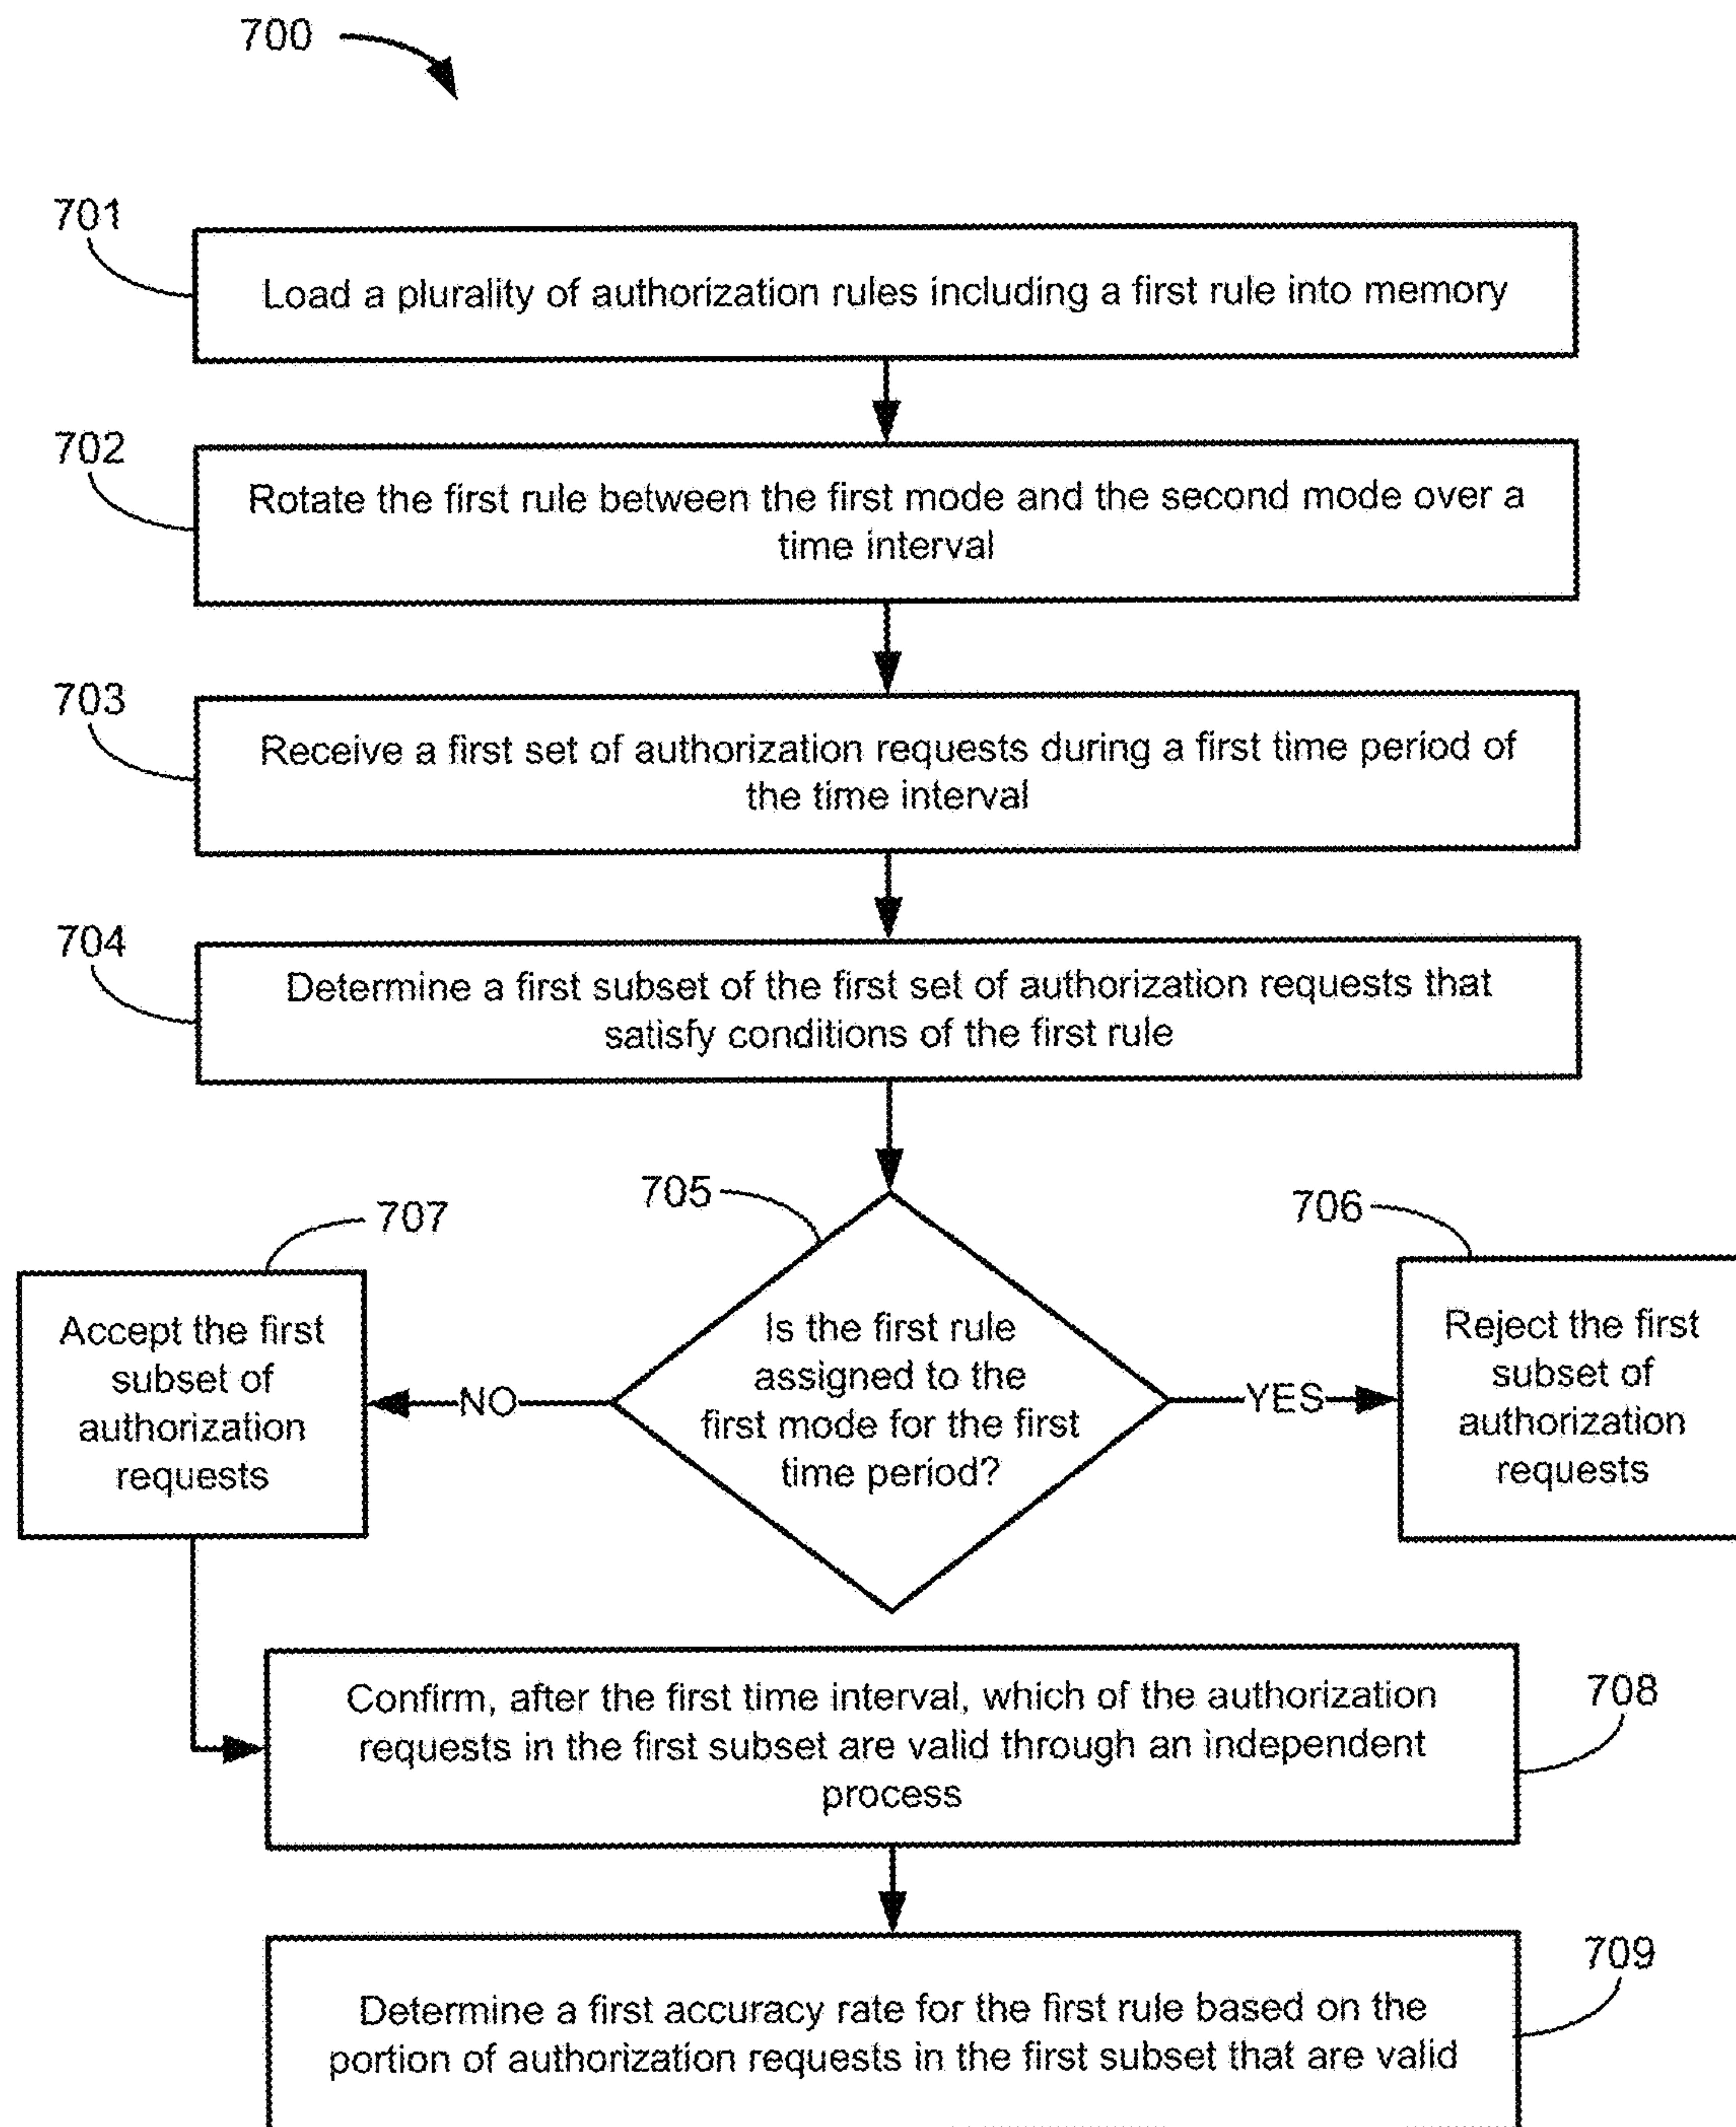 700
701
Load a plurality of authorization rules including a first rule into memory
702
Rotate the first rule between the first mode and the second mode over a
time interval
703
Receive a first set of authorization requests during a first time period of
the time interval
704
Determine a first subset of the first set of authorization requests that
satisfy conditions of the first rule
705
Is the first rule
assigned to the
first mode for the first
time period?
707
Accept the first
subset of
authorization
requests
NO
YES
706
Reject the first
subset of
authorization
requests
708
Confirm, after the first time interval, which of the authorization
requests in the first subset are valid through an independent
process
709
Determine a first accuracy rate for the first rule based on the
portion of authorization requests in the first subset that are valid